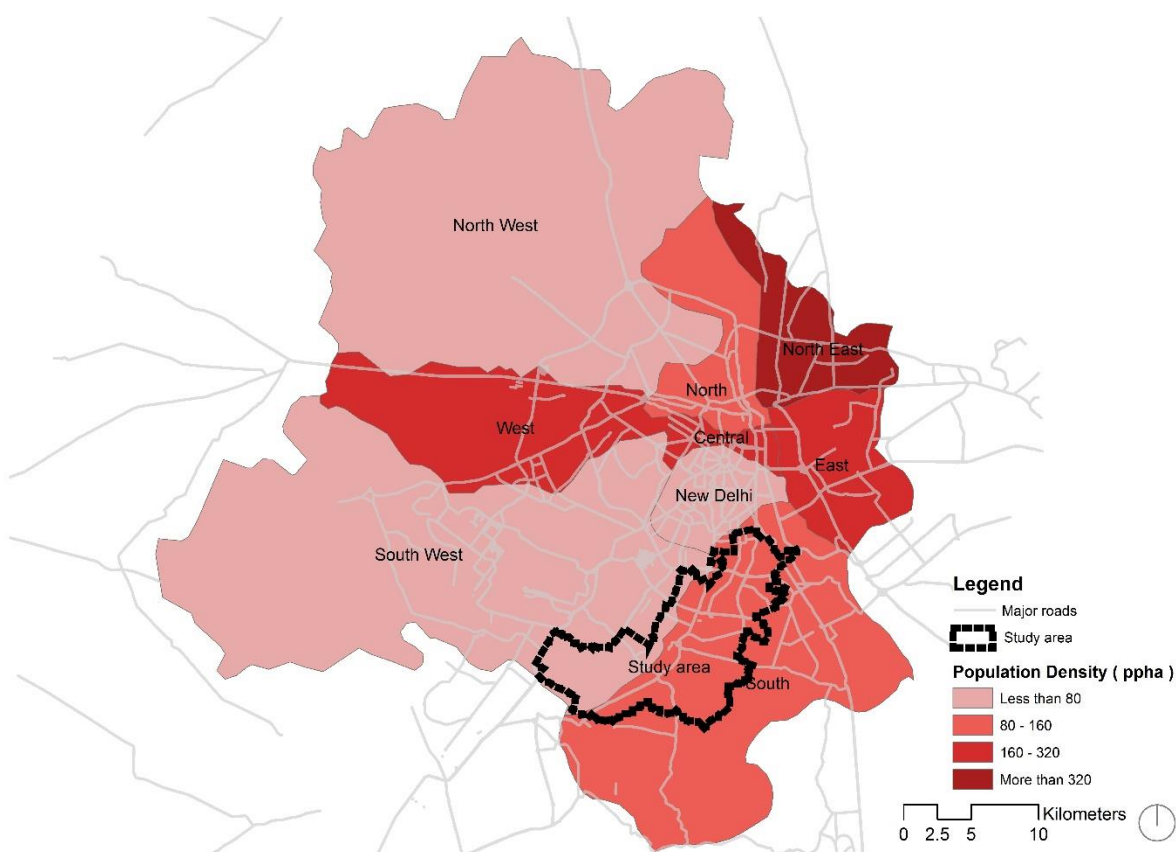 North West
North East
North
West
Central
East
New Delhi
South West
Study area
South
Legend
Major roads
Study area
Population Density ( ppha )
Less than 80
80 - 160
160 - 320
More than 320
Kilometers
0 2.5 5 10